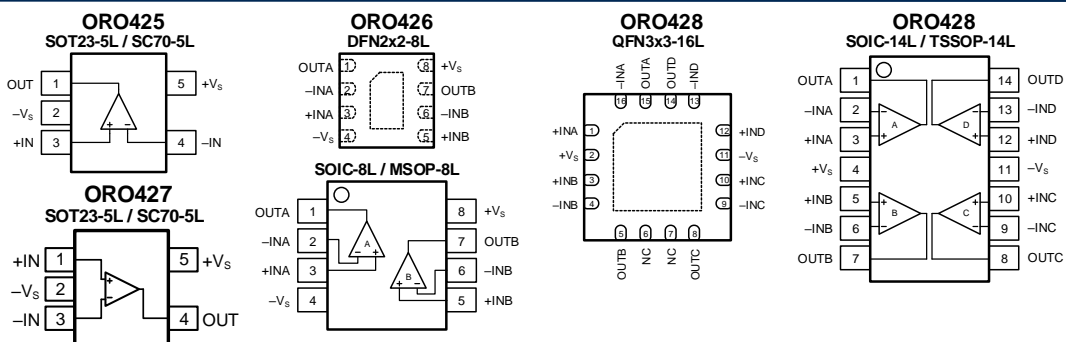 ORO425
SOT23-5L / SC70-5L
OUT 1
–VS 2
+IN 3
5 +VS
4 –IN
ORO427
SOT23-5L / SC70-5L
+IN 1
–VS 2
–IN 3
5 +VS
4 OUT
+
–
ORO426
DFN2x2-8L
OUTA 1
–INA 2
+INA 3
–VS 4
8 +VS
7 OUTB
6 –INB
5 +INB
SOIC-8L / MSOP-8L
OUTA 1
–INA 2
+INA 3
–VS 4
8 +VS
7 OUTB
6 –INB
5 +INB
A
– +
B
+ –
ORO428
QFN3x3-16L
–INA OUTA OUTD –IND
16 15 14 13
+INA 1
+VS 2
+INB 3
–INB 4
12 +IND
11 –VS
10 +INC
9 –INC
5 6 7 8
OUTB NC NC OUTC
ORO428
SOIC-14L / TSSOP-14L
OUTA 1
–INA 2
+INA 3
+VS 4
+INB 5
–INB 6
OUTB 7
14 OUTD
13 –IND
12 +IND
11 –VS
10 +INC
9 –INC
8 OUTC
– A +
– D +
+ B –
+ C –